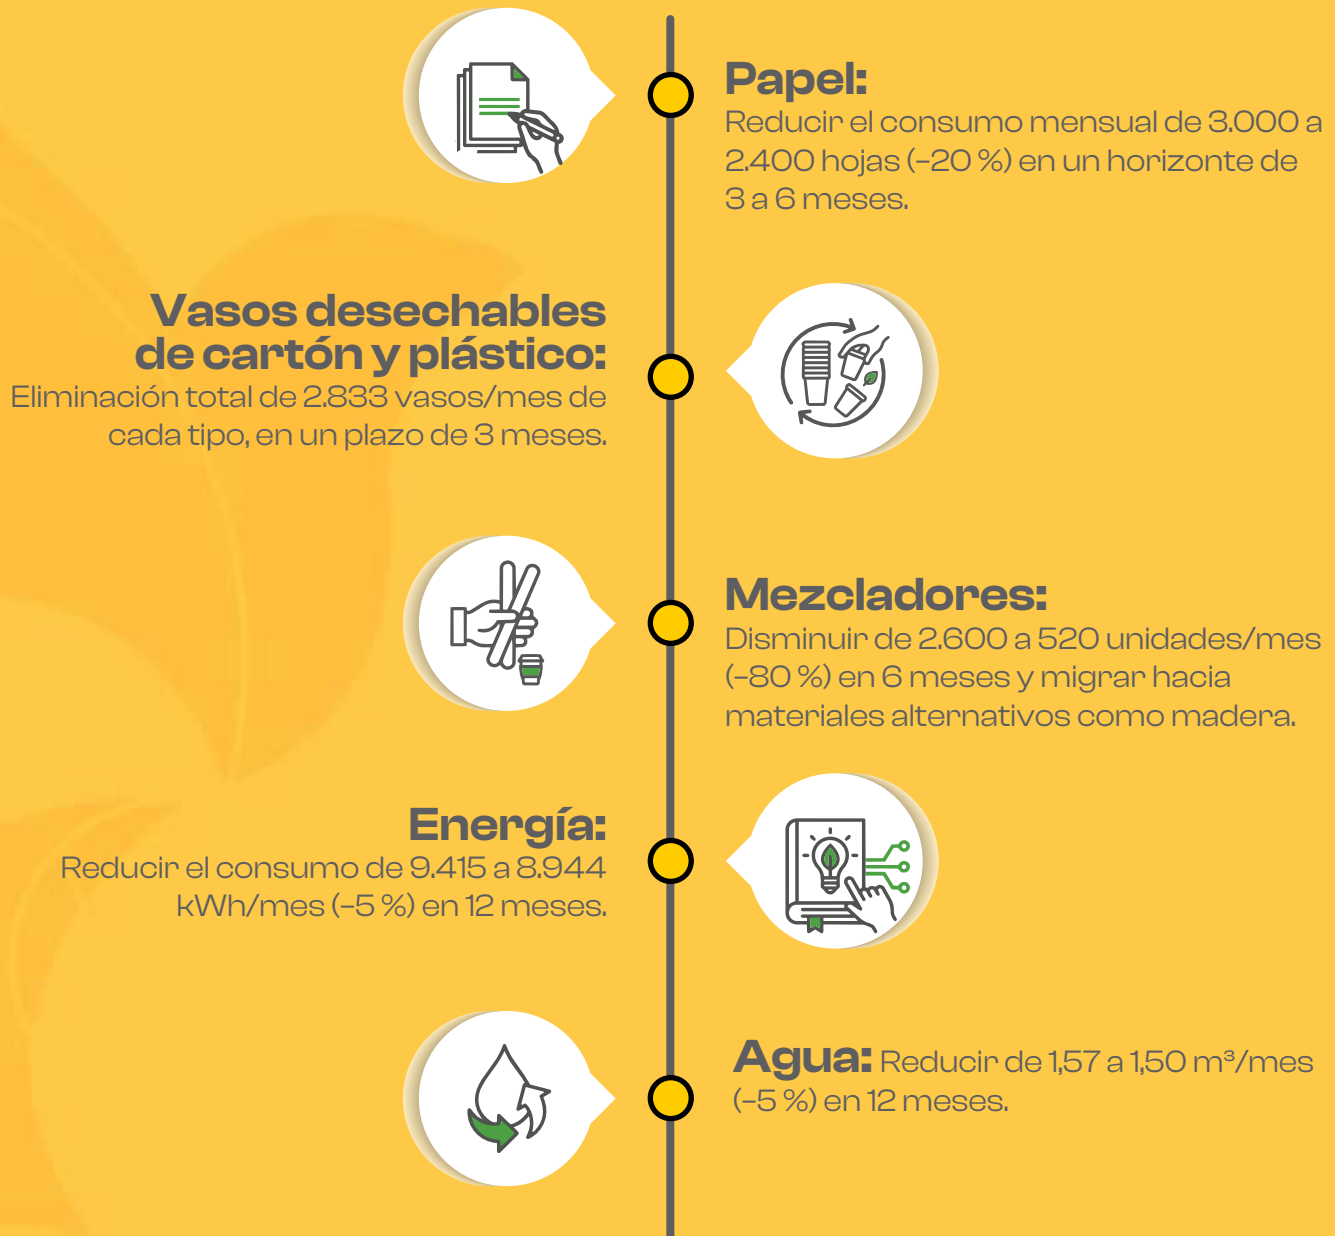 Papel:
Reducir el consumo mensual de 3.000 a
2.400 hojas (-20 %) en un horizonte de
3 a 6 meses.
Vasos desechables
de cartón y plástico:
Eliminación total de 2.833 vasos/mes de
cada tipo, en un plazo de 3 meses.
Mezcladores:
Disminuir de 2.600 a 520 unidades/mes
(-80 %) en 6 meses y migrar hacia
materiales alternativos como madera.
Energía:
Reducir el consumo de 9.415 a 8.944
kWh/mes (-5 %) en 12 meses.
Agua: Reducir de 1,57 a 1,50 m³/mes
(-5 %) en 12 meses.